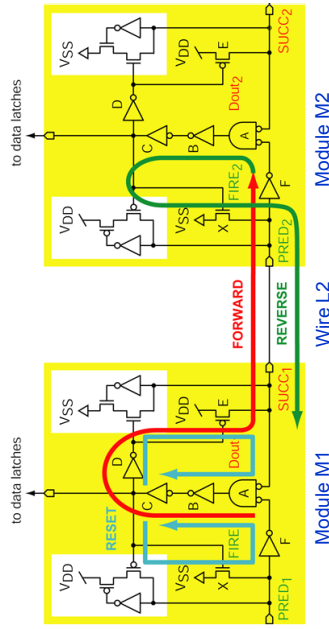 to data latches
to data latches
VDD
RESET
D
VSS
VDD
D
VSS
C
C
VSS
X
FIRE
B
Dout
VDD
E
VSS
X
FIRE2
B
Dout2
VDD
E
A
FORWARD
A
PRED1
F
SUCC1
REVERSE
PRED2
F
SUCC2
Module M1
Wire L2
Module M2